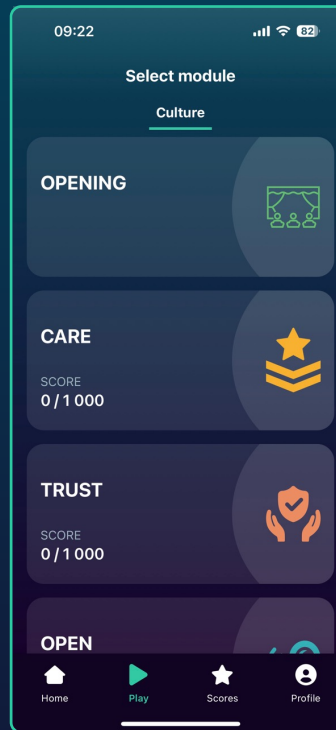 09:22
82
Select module
Culture
OPENING
CARE
SCORE
0/1 000
TRUST
SCORE
0/1 000
OPEN
Home Play Scores Profile